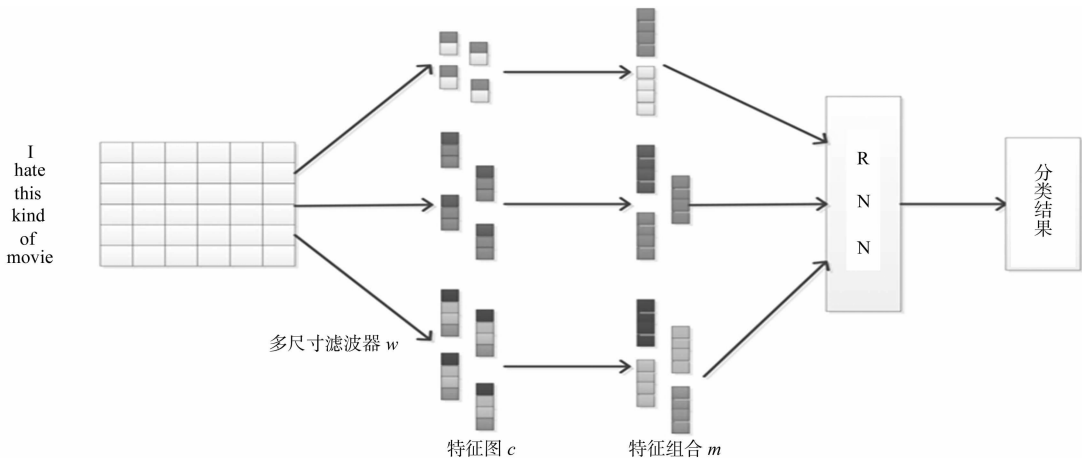 I
hate
this
kind
of
movie
多尺寸滤波器 w
特征图 c
特征组合 m
R
N
N
分类结果